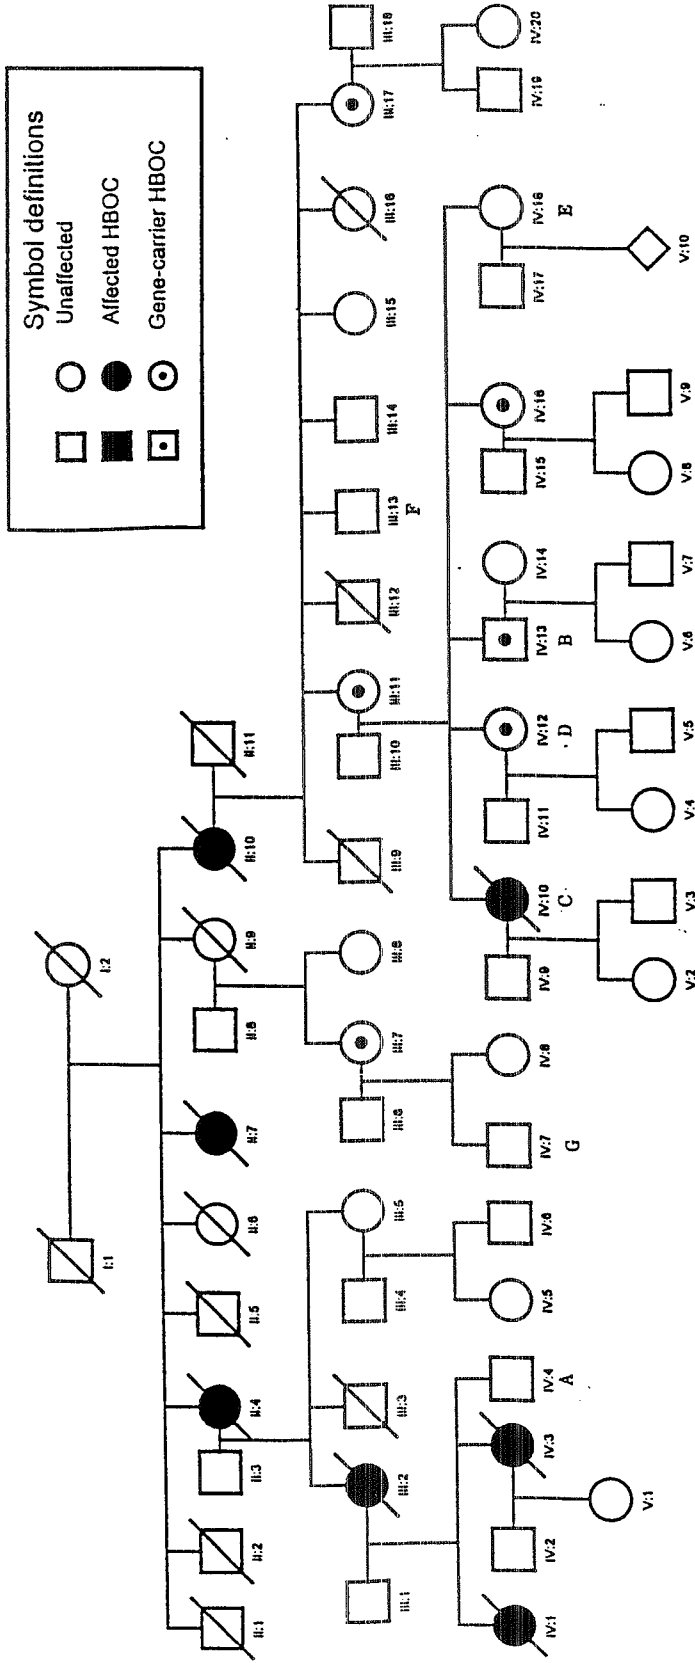 Symbol definitions
Unaffected
Affected HBOC
Gene-carrier HBOC
I:1 I:2
II:1 II:2 II:3 II:4 II:5 II:6 II:7 II:8 II:9 II:10 II:11
III:1 III:2 III:3 III:4 III:5 III:6 III:7 III:8 III:9 III:10 III:11 III:12 III:13 III:14 III:15 III:16 III:17 III:18
F
IV:1 IV:2 IV:3 IV:4 IV:5 IV:6 IV:7 IV:8 IV:9 IV:10 IV:11 IV:12 IV:13 IV:14 IV:15 IV:16 IV:17 IV:18 IV:19 IV:20
A G C D B E
V:1 V:2 V:3 V:4 V:5 V:6 V:7 V:8 V:9 V:10